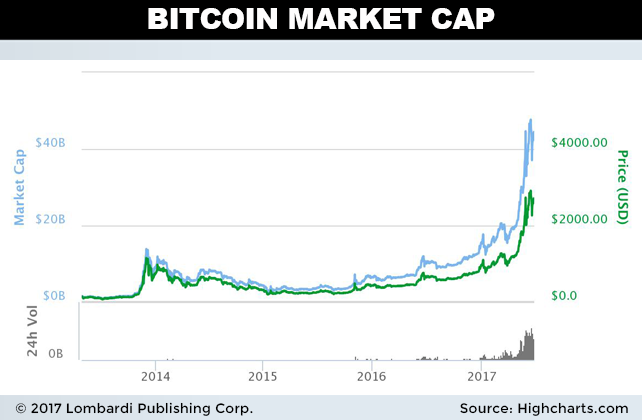 BITCOIN MARKET CAP
Market Cap
$40B
$20B
$0B
$4000.00
$2000.00
$0.0
Price (USD)
24h Vol
0B
2014
2015
2016
2017
© 2017 Lombardi Publishing Corp.
Source: Highcharts.com